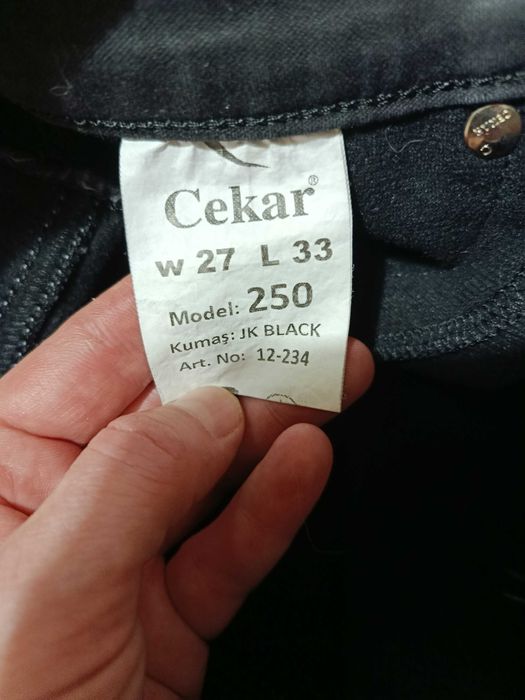 Cekar®
W 27 L 33
Model: 250
Kumaş: JK BLACK
Art. No: 12-234